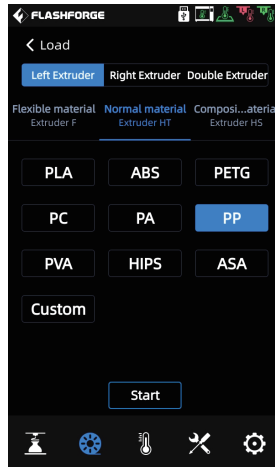 FLASHFORGE
Load
Left Extruder Right Extruder Double Extruder
Flexible material Normal material Composi...ateria
Extruder F Extruder HT Extruder HS
PLA ABS PETG
PC PA PP
PVA HIPS ASA
Custom
Start